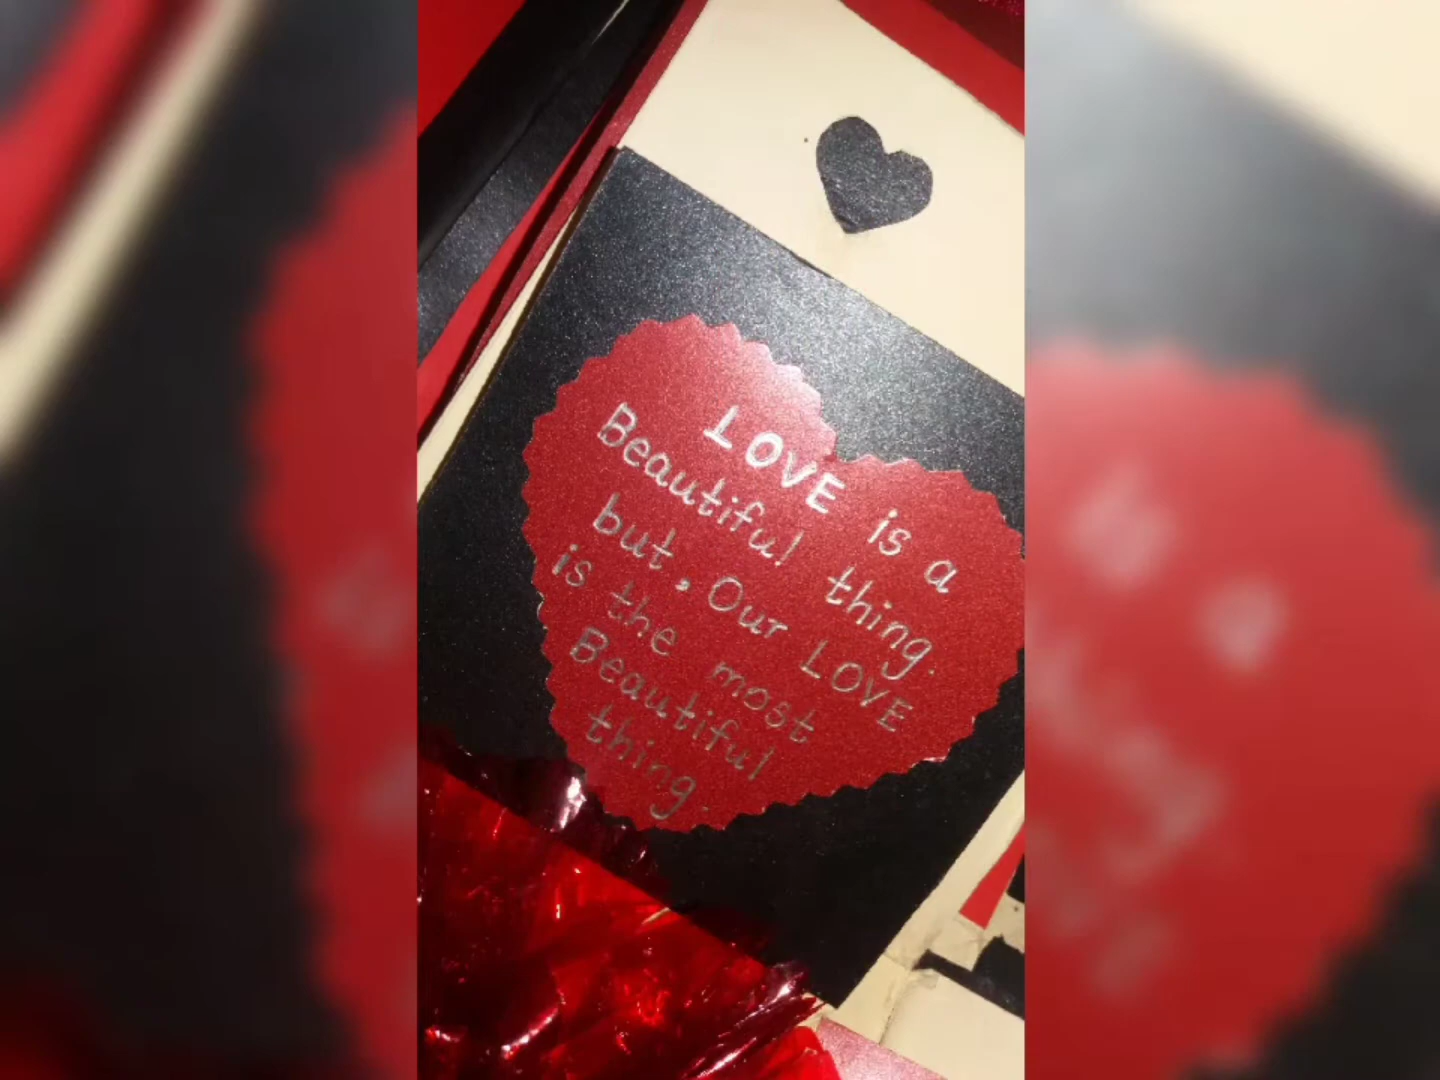 LOVE is a
Beautiful thing.
but, Our LOVE
is the most
Beautiful
thing.